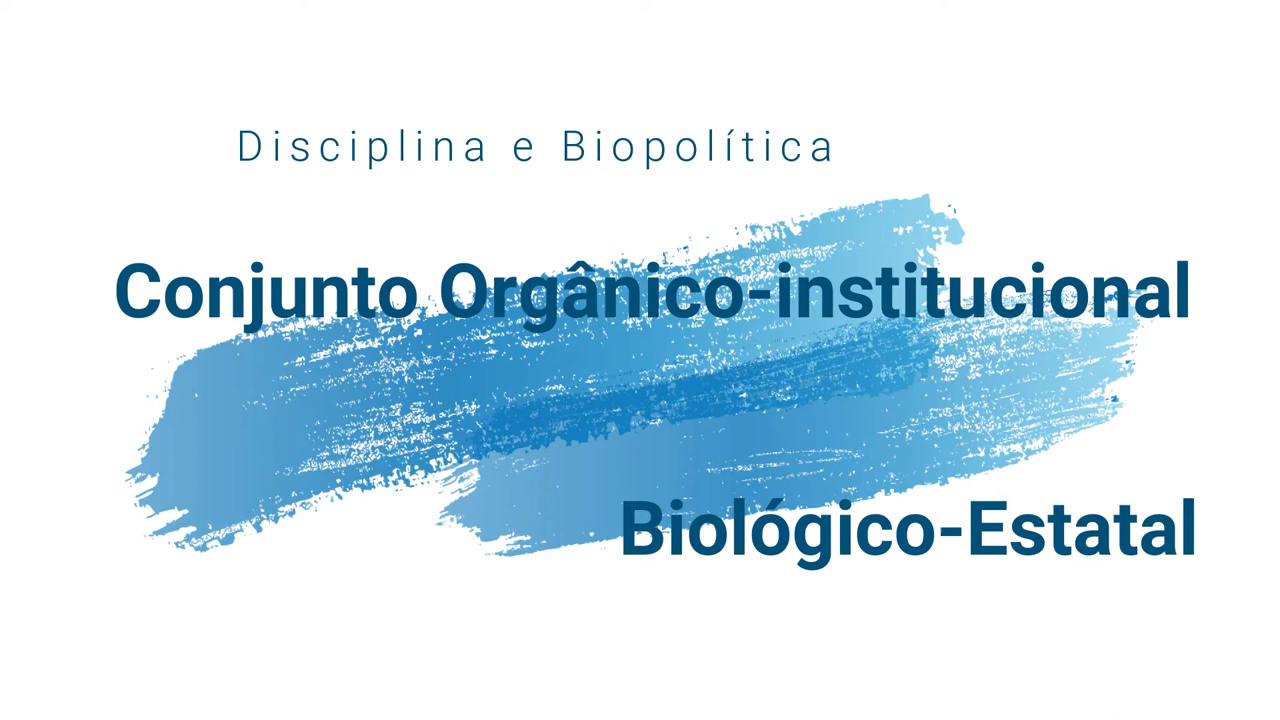 Disciplina e Biopolítica
Conjunto Orgânico-institucional
Biológico-Estatal